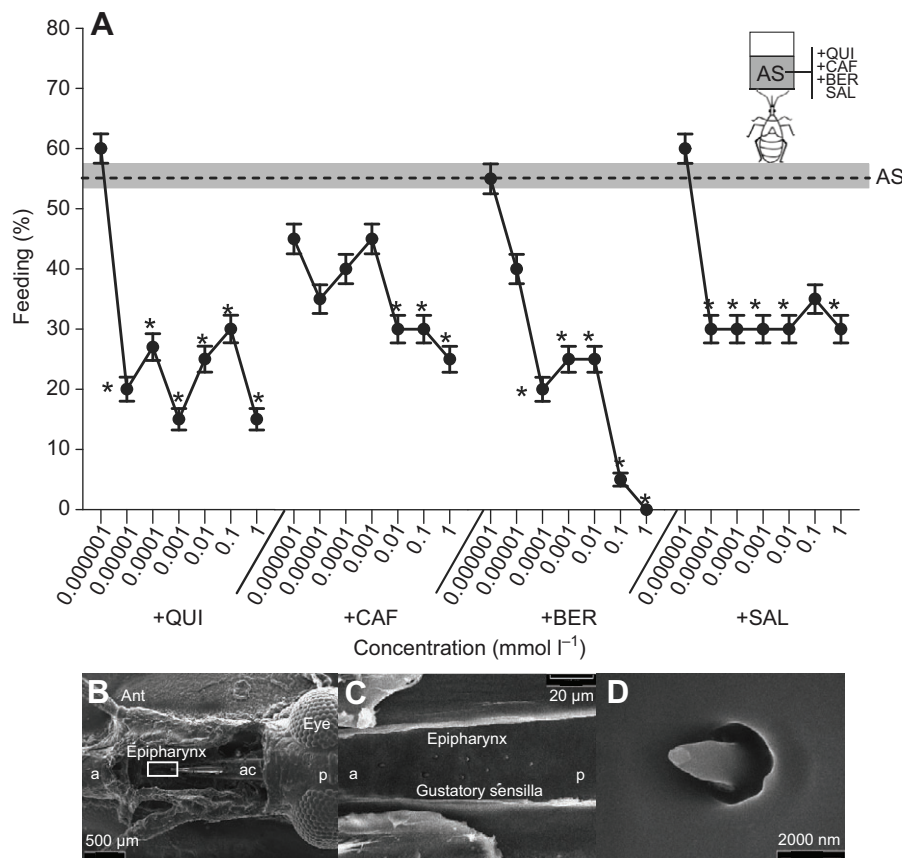 A
80
70
60
50
40
30
20
10
0
Feeding (%)
AS
+QUI
+CAF
+BER
SAL
AS
* * * * * *
* * *
* * * * *
* * * * *
0.0000001 0.00001 0.0001 0.001 0.01 0.1 1
0.0000001 0.00001 0.0001 0.001 0.01 0.1 1
0.0000001 0.00001 0.0001 0.001 0.01 0.1 1
0.0000001 0.00001 0.0001 0.001 0.01 0.1 1
+QUI +CAF +BER +SAL
Concentration (mmol l–1)
B
Ant
Eye
Epipharynx
a
ac
p
500 µm
C
20 µm
Epipharynx
a
p
Gustatory sensilla
D
2000 nm